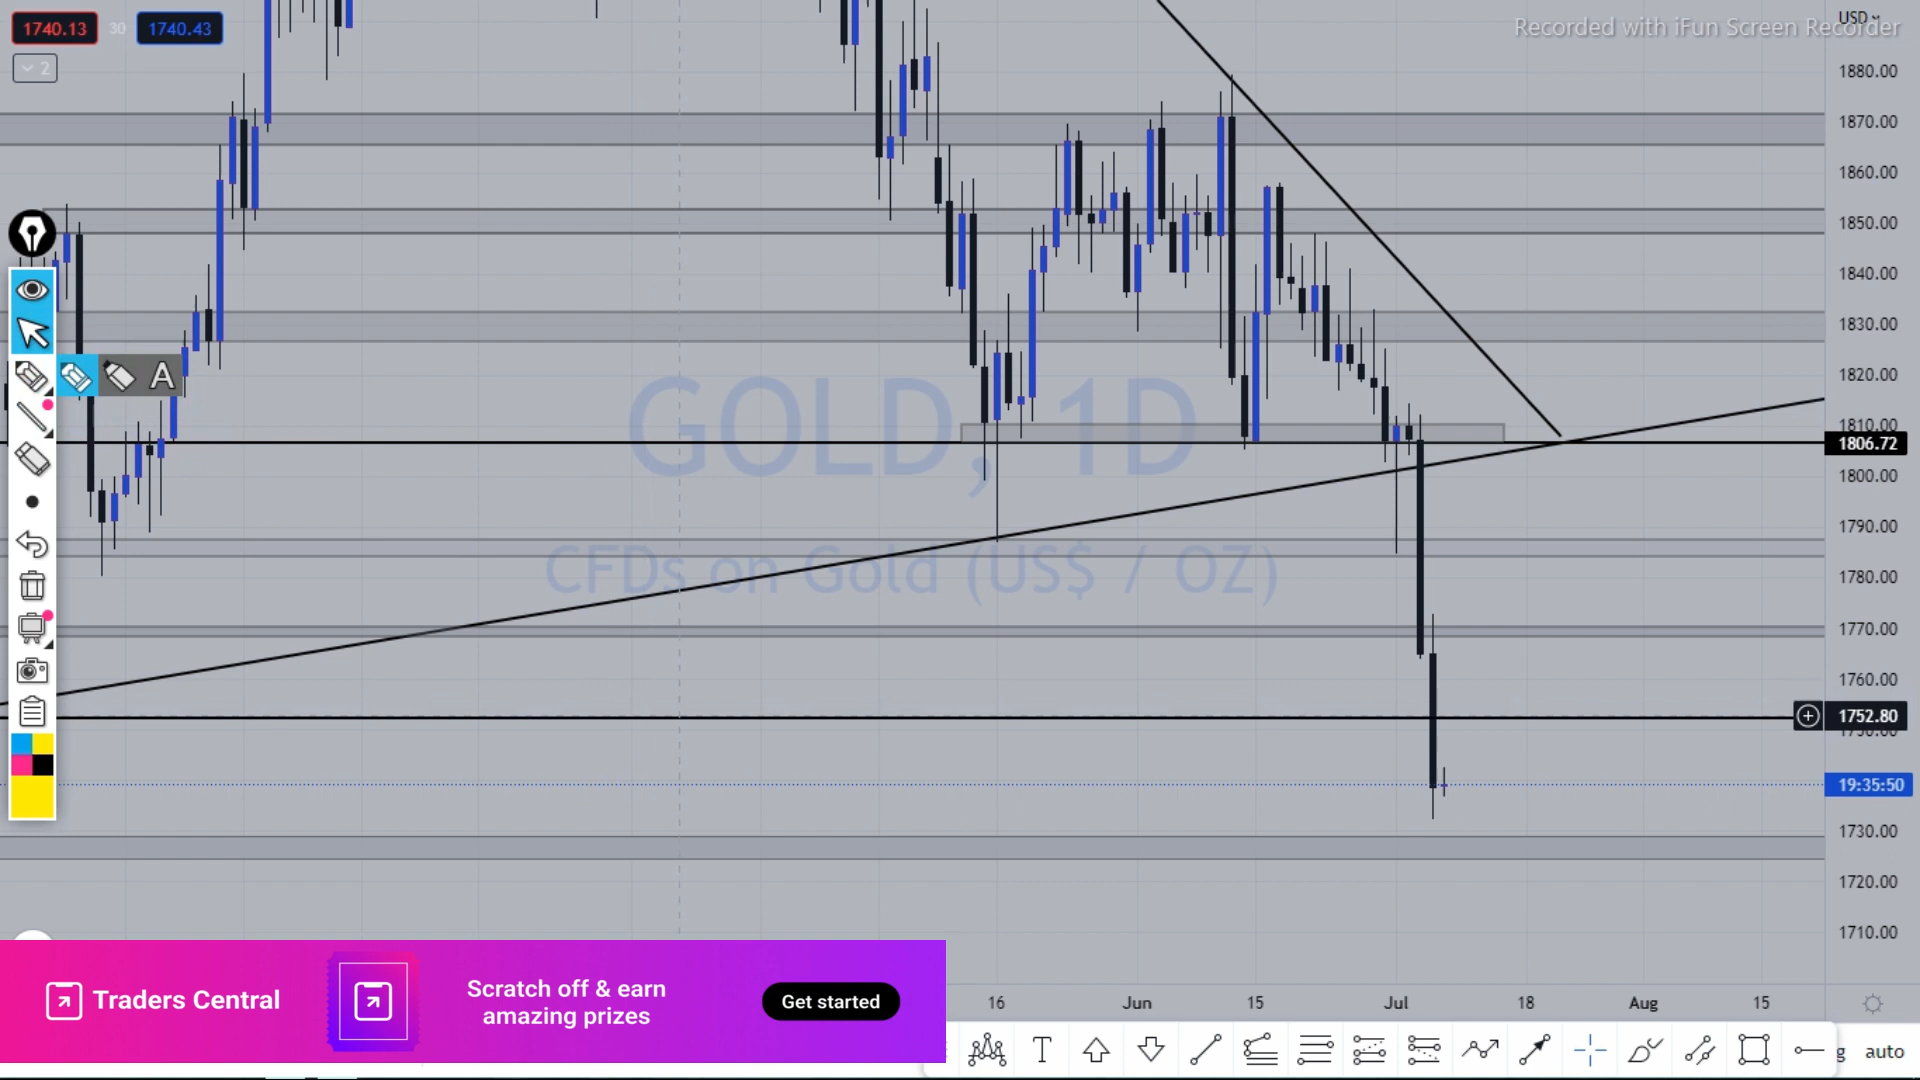 1740.13 30 1740.43
2
USD
Recorded with iFun Screen Recorder
1880.00
1870.00
1860.00
1850.00
1840.00
1830.00
1820.00
1810.00
1806.72
1800.00
1790.00
1780.00
1770.00
1760.00
1752.80
1750.00
19:35:50
1730.00
1720.00
1710.00
A
GOLD, 1D
CFDs on Gold (US$ / OZ)
Traders Central
Scratch off & earn
amazing prizes
Get started
16 Jun 15 Jul 18 Aug 15
T
g auto